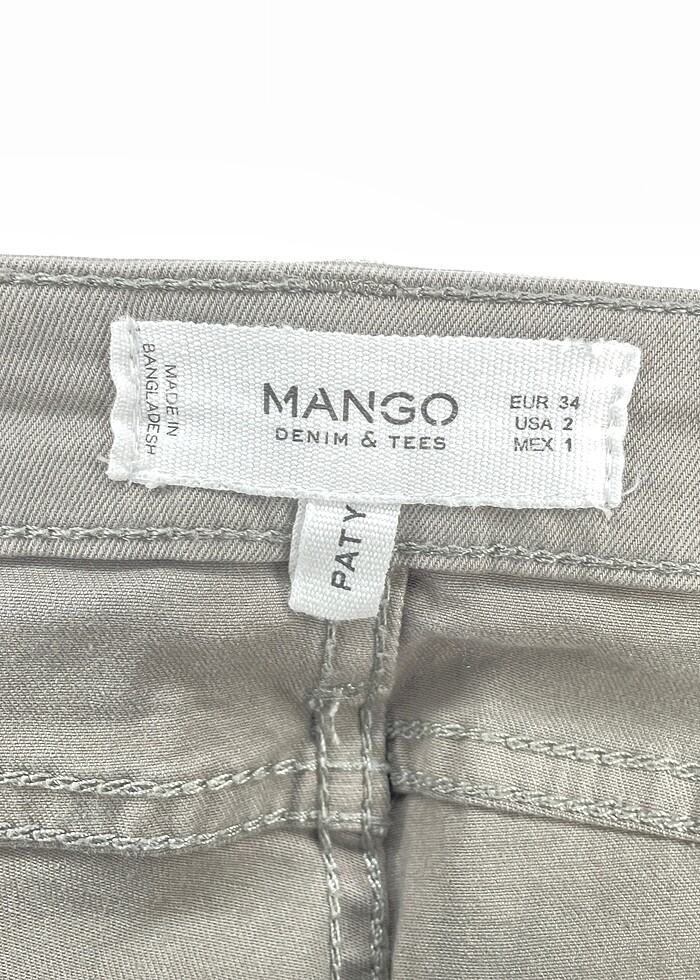 MADE IN
BANGLADESH
MANGO
DENIM & TEES
EUR 34
USA 2
MEX 1
PATY